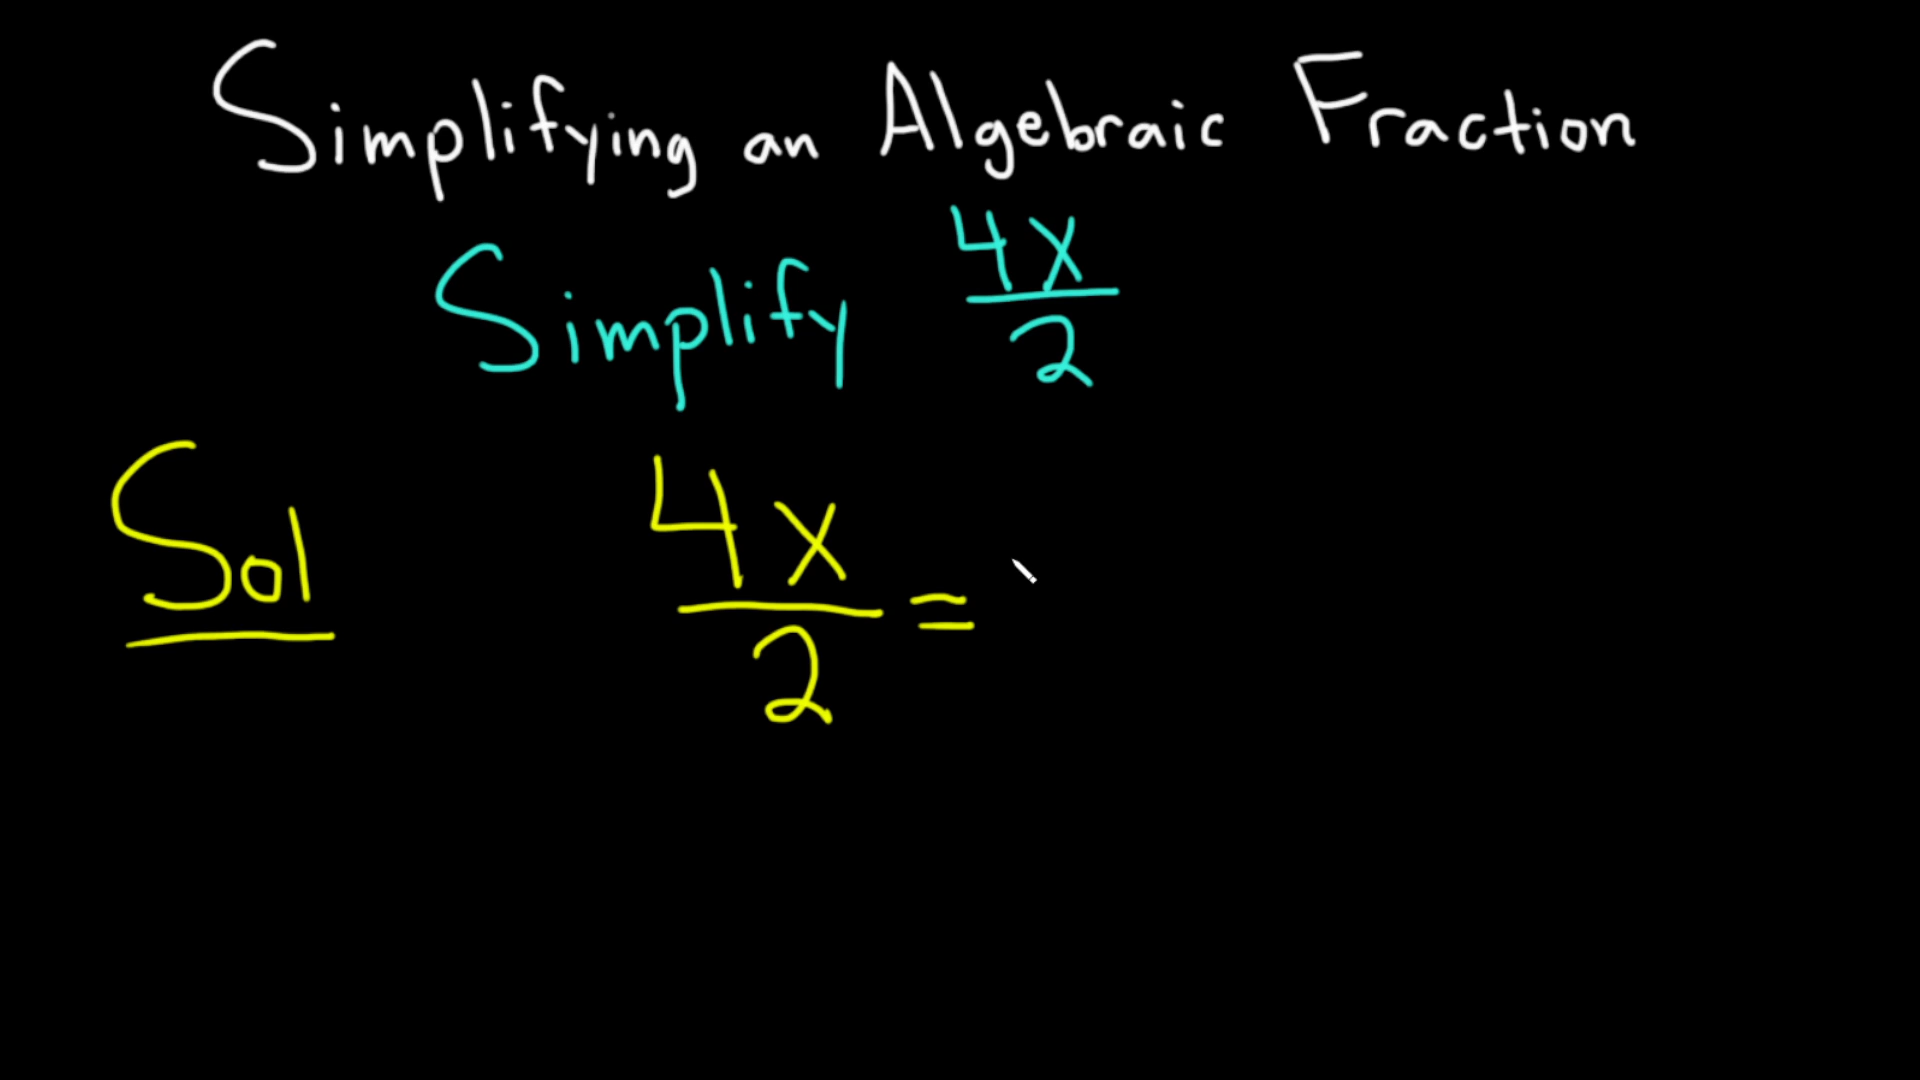 Simplifying an Algebraic Fraction
Simplify 4x/2
Sol 4x/2 =